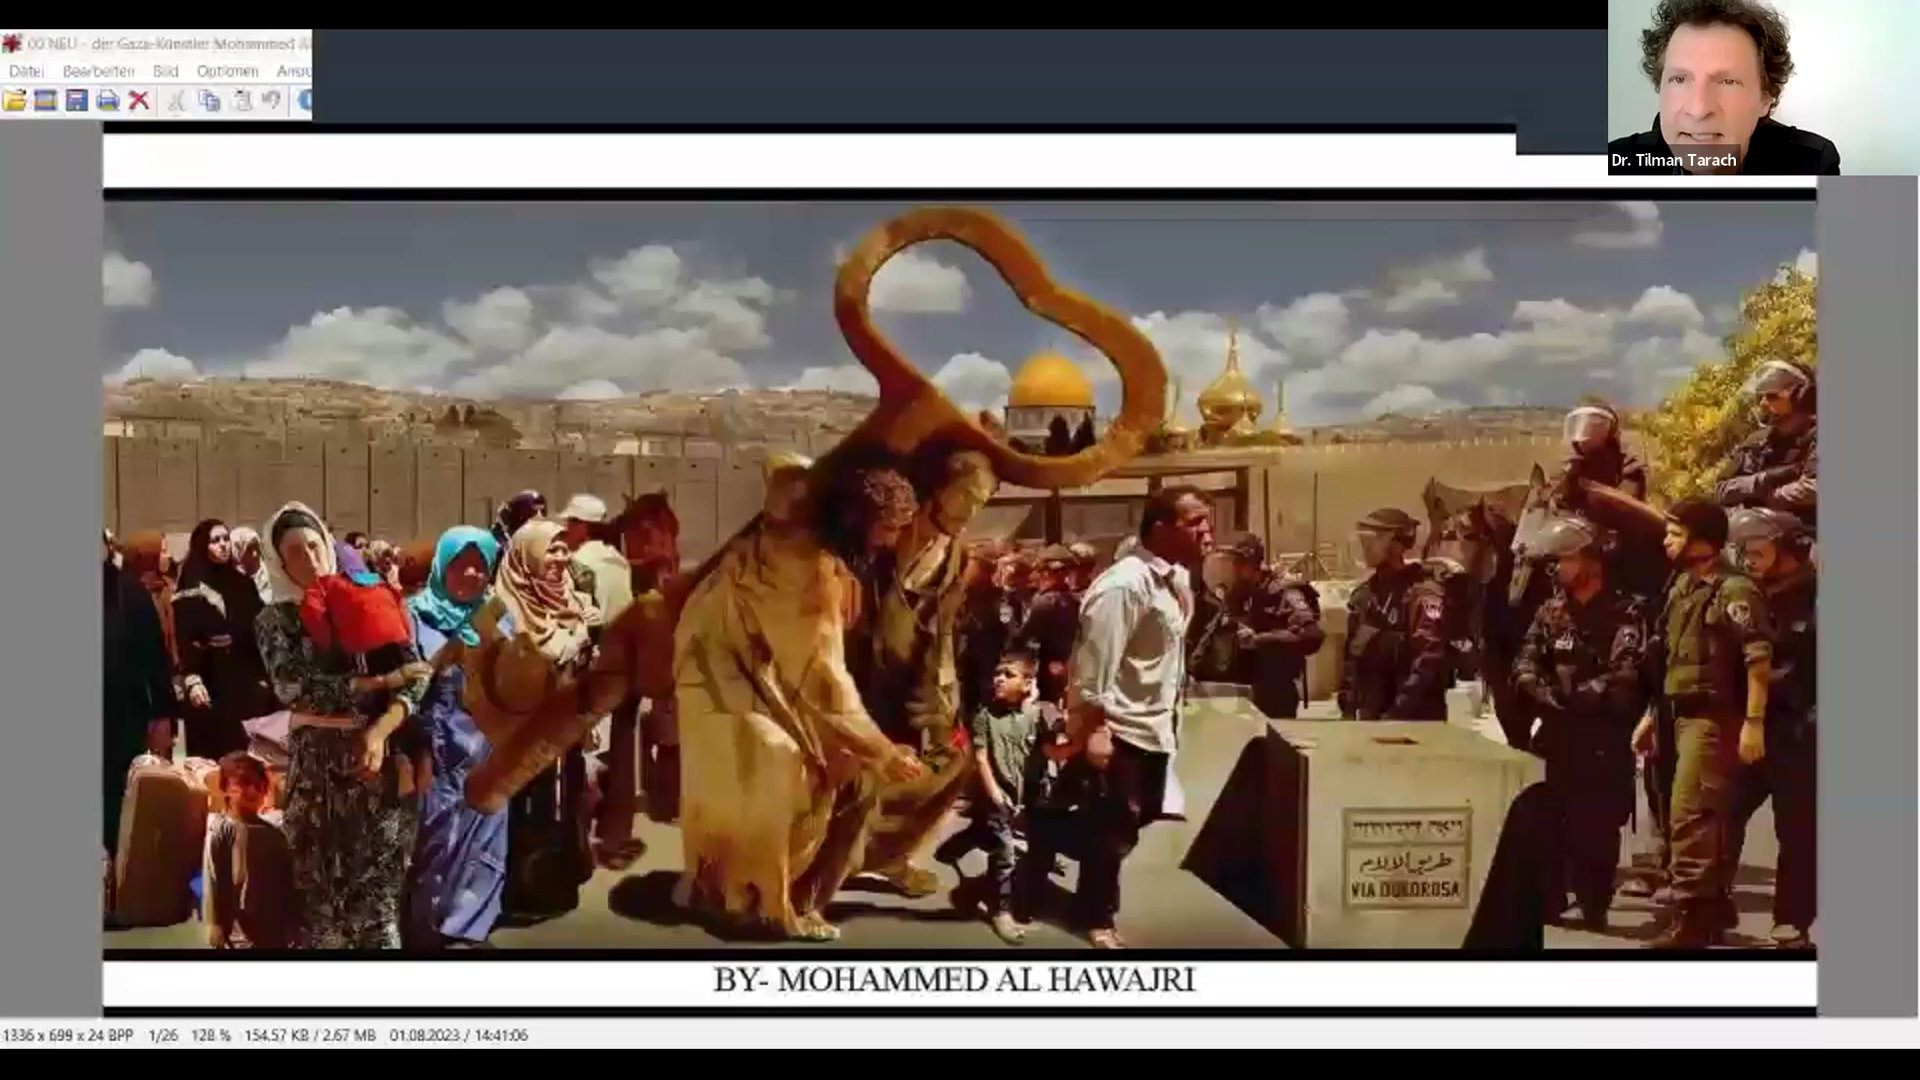 00 NEU - der Gaza-Künstler Mohammed
Datei Bearbeiten Bild Optionen
Dr. Tilman Tarach
طريق الالام
VIA DOLOROSA
BY- MOHAMMED AL HAWAJRI
1336 x 699 x 24 BPP 1/26 128 % 154.57 KB / 2.67 MB 01.08.2023 / 14:41:06